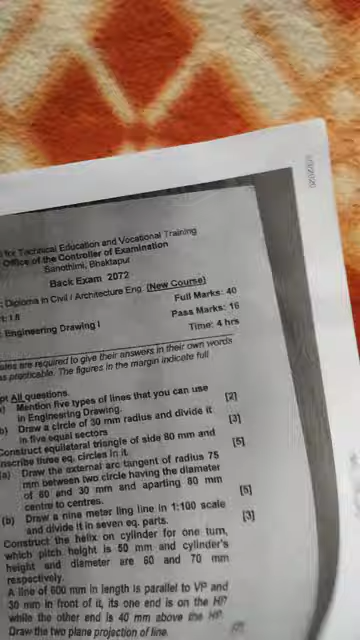 for Technical Education and Vocational Training
Office of the Controller of Examination
Sanothimi, Bhaktapur
Back Exam 2072
: Diploma in Civil / Architecture Eng. (New Course)
Full Marks: 40
Pass Marks: 16
: Engineering Drawing I
Time: 4 hrs
are required to give their answers in their own words
as practicable. The figures in the margin indicate full
pt All questions.
Mention five types of lines that you can use
in Engineering Drawing. [2]
b) Draw a circle of 30 mm radius and divide it
in five equal sectors [3]
Construct equilateral triangle of side 80 mm and
nscribe three eq. circles in it. [5]
(a) Draw the external arc tangent of radius 75
mm between two circle having the diameter
of 60 and 30 mm and aparting 80 mm
centre to centres. [5]
(b) Draw a nine meter ling line in 1:100 scale
and divide it in seven eq. parts. [3]
Construct the helix on cylinder for one turn,
which pitch height is 50 mm and cylinder's
height and diameter are 60 and 70 mm
respectively.
A line of 600 mm in length is parallel to VP and
30 mm in front of it, its one end is on the HP
while the other end is 40 mm above the HP.
Draw the two plane projection of line.